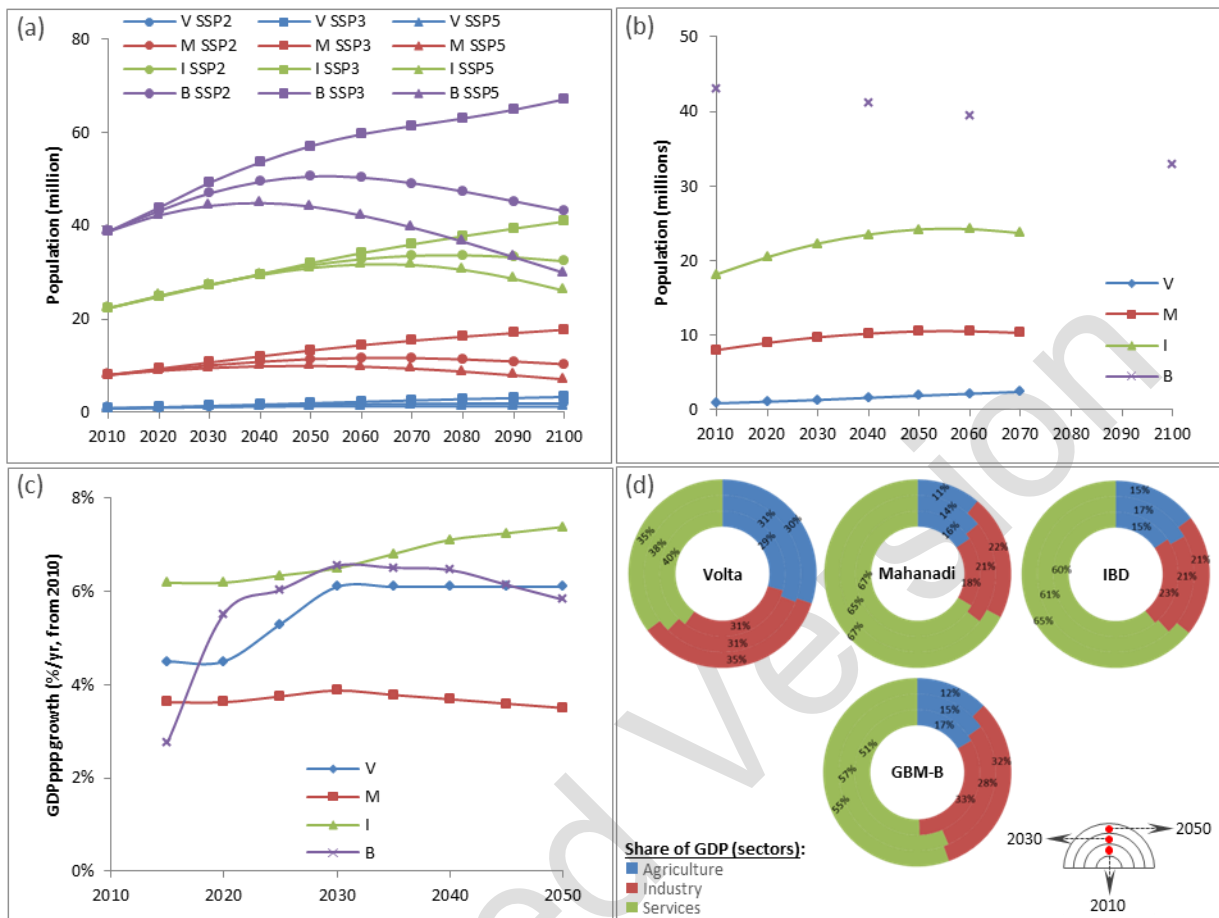 (a)
V SSP2 V SSP3 V SSP5
M SSP2 M SSP3 M SSP5
I SSP2 I SSP3 I SSP5
B SSP2 B SSP3 B SSP5
80
60
40
20
0
Population (million)
2010 2020 2030 2040 2050 2060 2070 2080 2090 2100
(b)
50
40
30
20
10
0
Population (millions)
V
M
I
B
2010 2020 2030 2040 2050 2060 2070 2080 2090 2100
(c)
8%
6%
4%
2%
0%
GDPppp growth (%/yr, from 2010)
V
M
I
B
2010 2020 2030 2040 2050
(d)
Volta
31% 30%
29%
35%
38%
40%
31%
31%
35%
Mahanadi
11%
14%
16%
22%
21%
18%
67%
65%
67%
IBD
15%
17%
15%
21%
21%
23%
60%
61%
65%
GBM-B
12%
15%
17%
32%
28%
33%
51%
57%
55%
Share of GDP (sectors):
Agriculture
Industry
Services
2050
2030
2010
ed Version